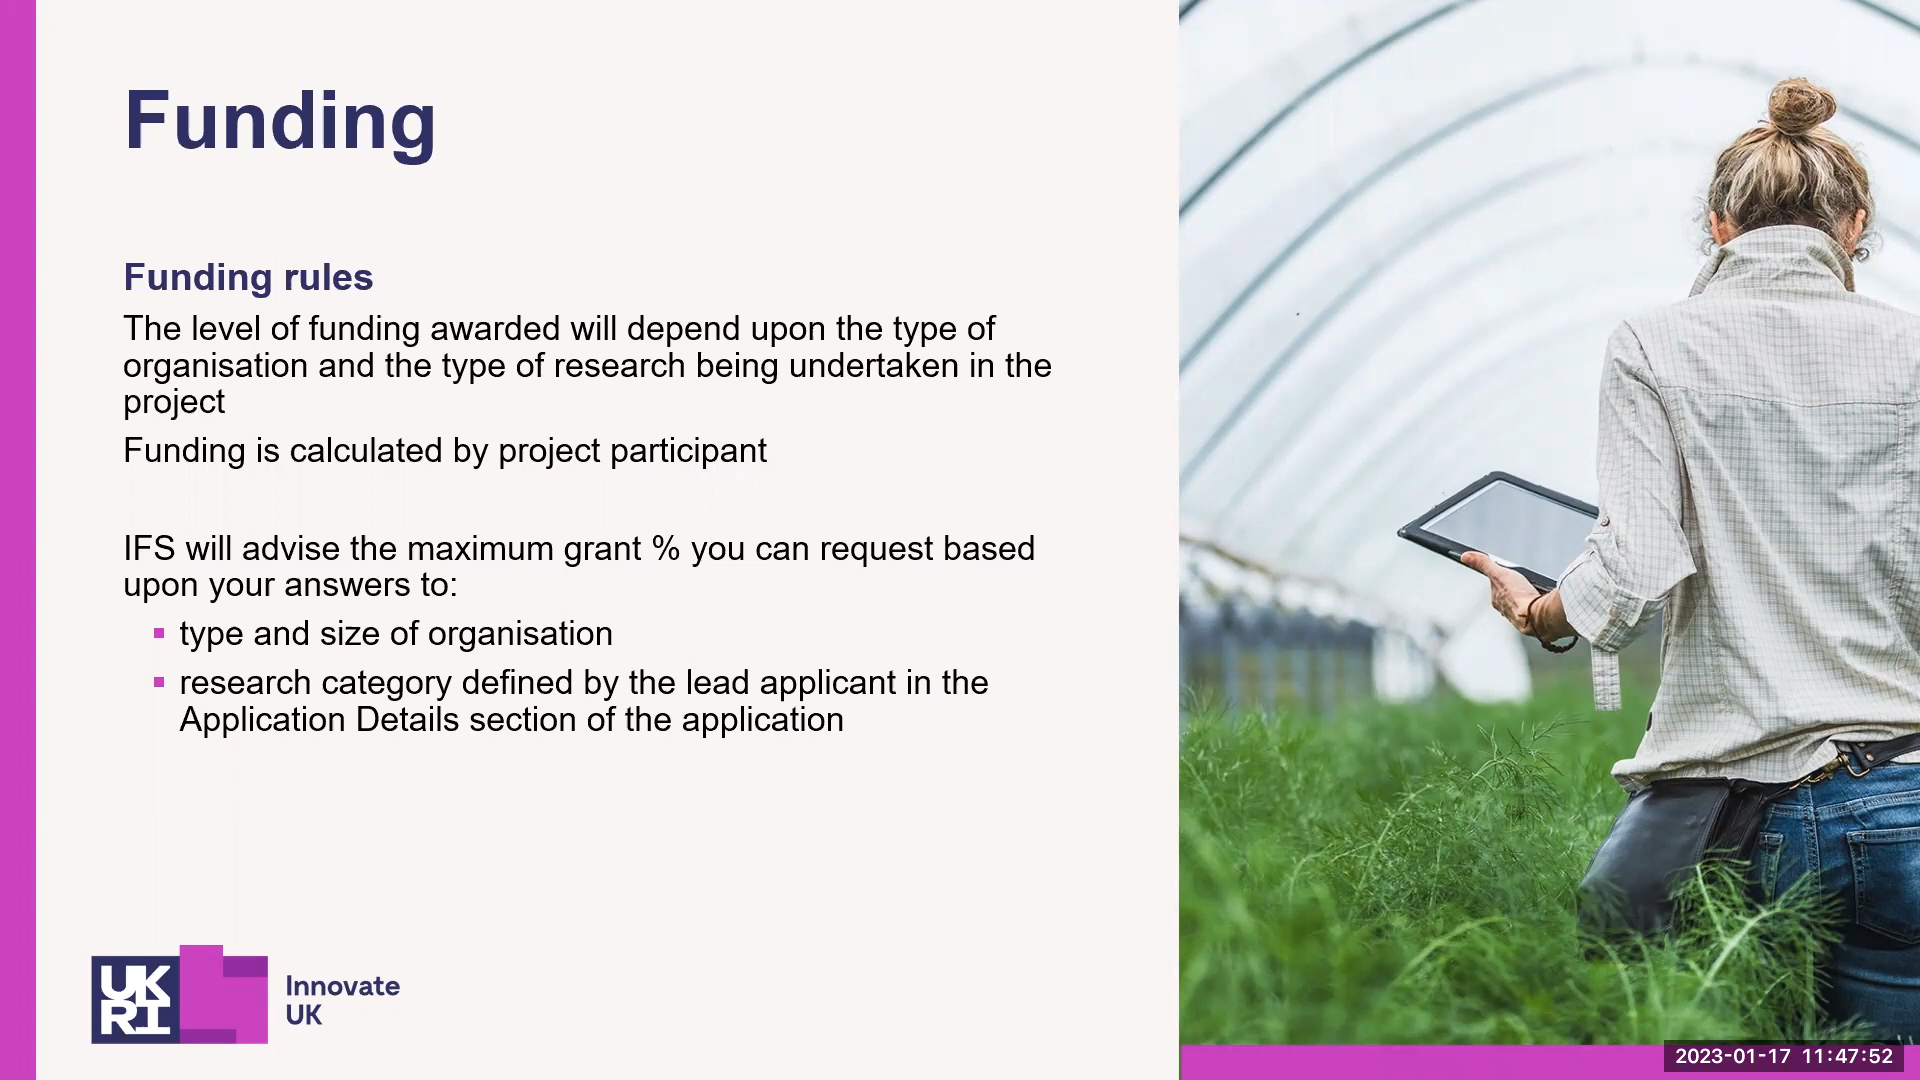 Funding
Funding rules
The level of funding awarded will depend upon the type of
organisation and the type of research being undertaken in the
project
Funding is calculated by project participant
IFS will advise the maximum grant % you can request based
upon your answers to:
type and size of organisation
research category defined by the lead applicant in the
Application Details section of the application
UK
RI
Innovate
UK
2023-01-17 11:47:52